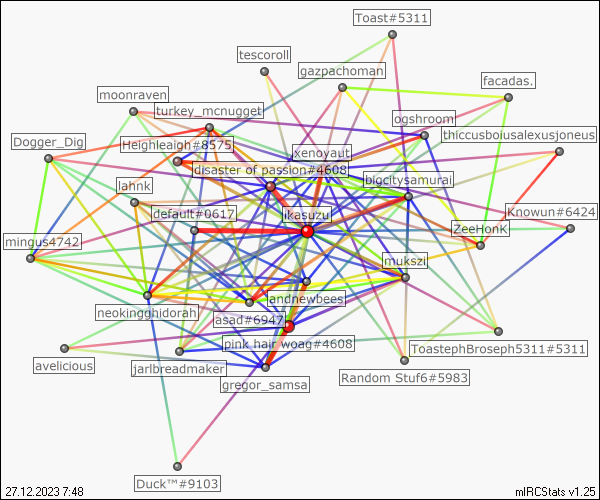 Toast#5311
tescoroll
gazpachoman
facadas.
moonraven
turkey_mcnugget
ogshroom
thiccusboiusalexusjoneus
Dogger_Dig
Heighleaigh#8575
xenoyaut
disaster of passion#4608
bigcitysamurai
lahnk
default#0617
ikasuzu
Knowun#6424
ZeeHonK
mingus4742
mukszi
landnewbees
neokingghidorah
asad#6947
pink hair woag#4608
ToastephBroseph5311#5311
avelicious
jarlbreadmaker
Random Stuf6#5983
gregor_samsa
Duck™#9103
27.12.2023 7:48
mIRCStats v1.25